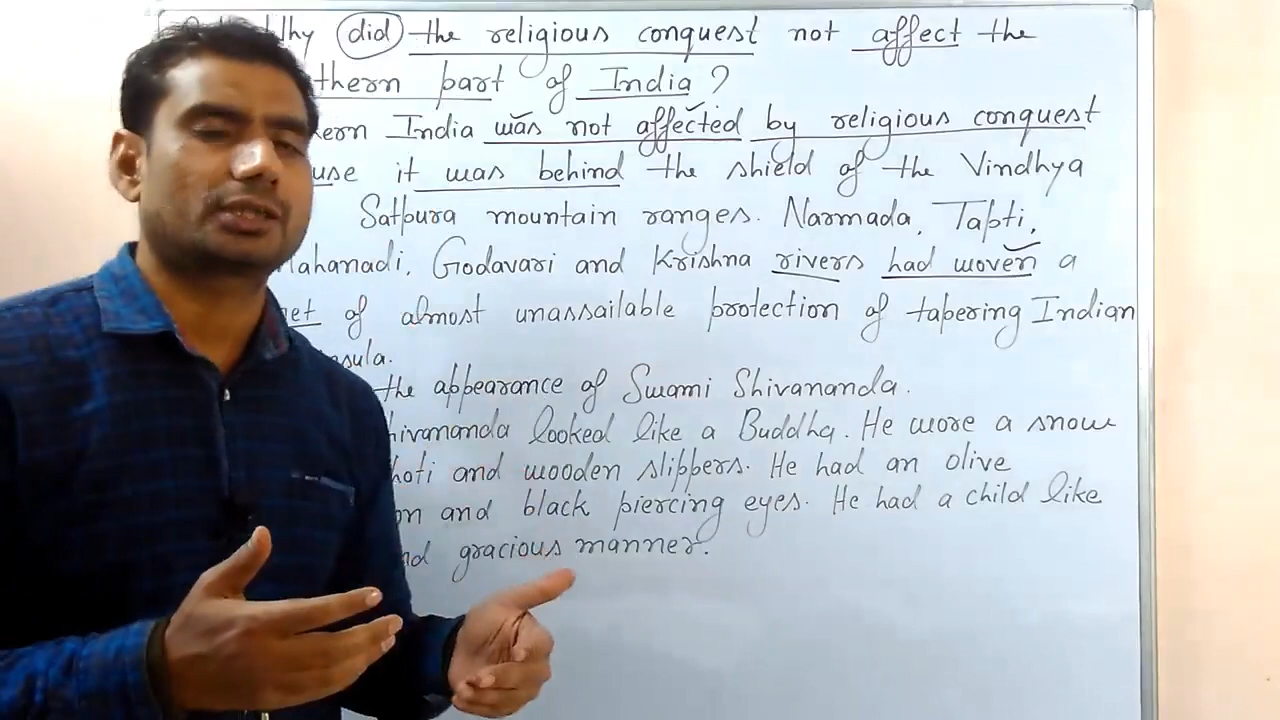 did the religious conquest not affect the
thern part of India ?
ern India was not affected by religious conquest
use it was behind the shield of the Vindhya
Satpura mountain ranges. Narmada, Tapti,
Mahanadi, Godavari and Krishna rivers had woven a
net of almost unassailable protection of tapering Indian
nsula.
the appearance of Swami Shivananda.
hivananda looked like a Buddha. He wore a snow
hoti and wooden slippers. He had an olive
on and black piercing eyes. He had a child like
nd gracious manner.